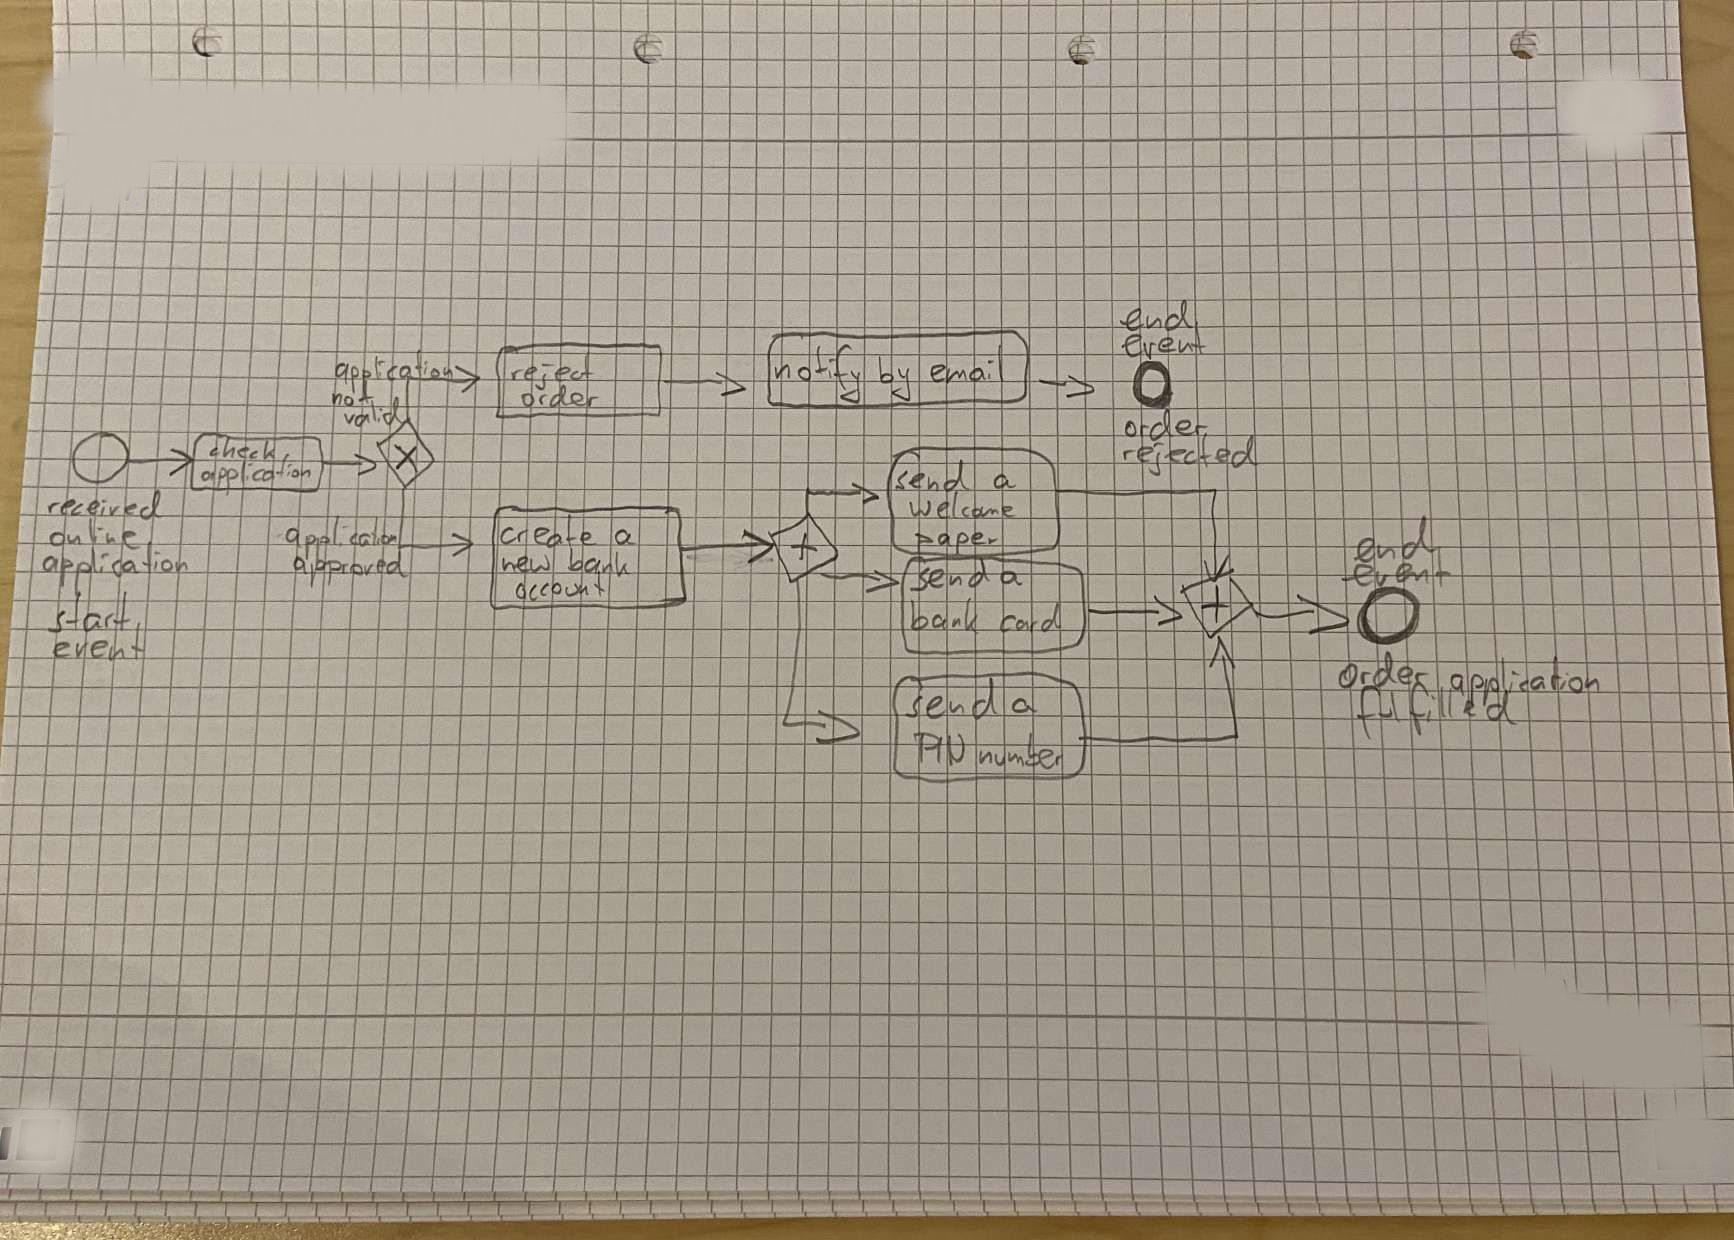 end
event
application
not
valid
reject
order
notify by email
order
rejected
check
application
X
received
online
application
start
event
application
approved
create a
new bank
account
+
send a
welcome
paper
send a
bank card
send a
PIN number
+
end
event
order application
fulfilled